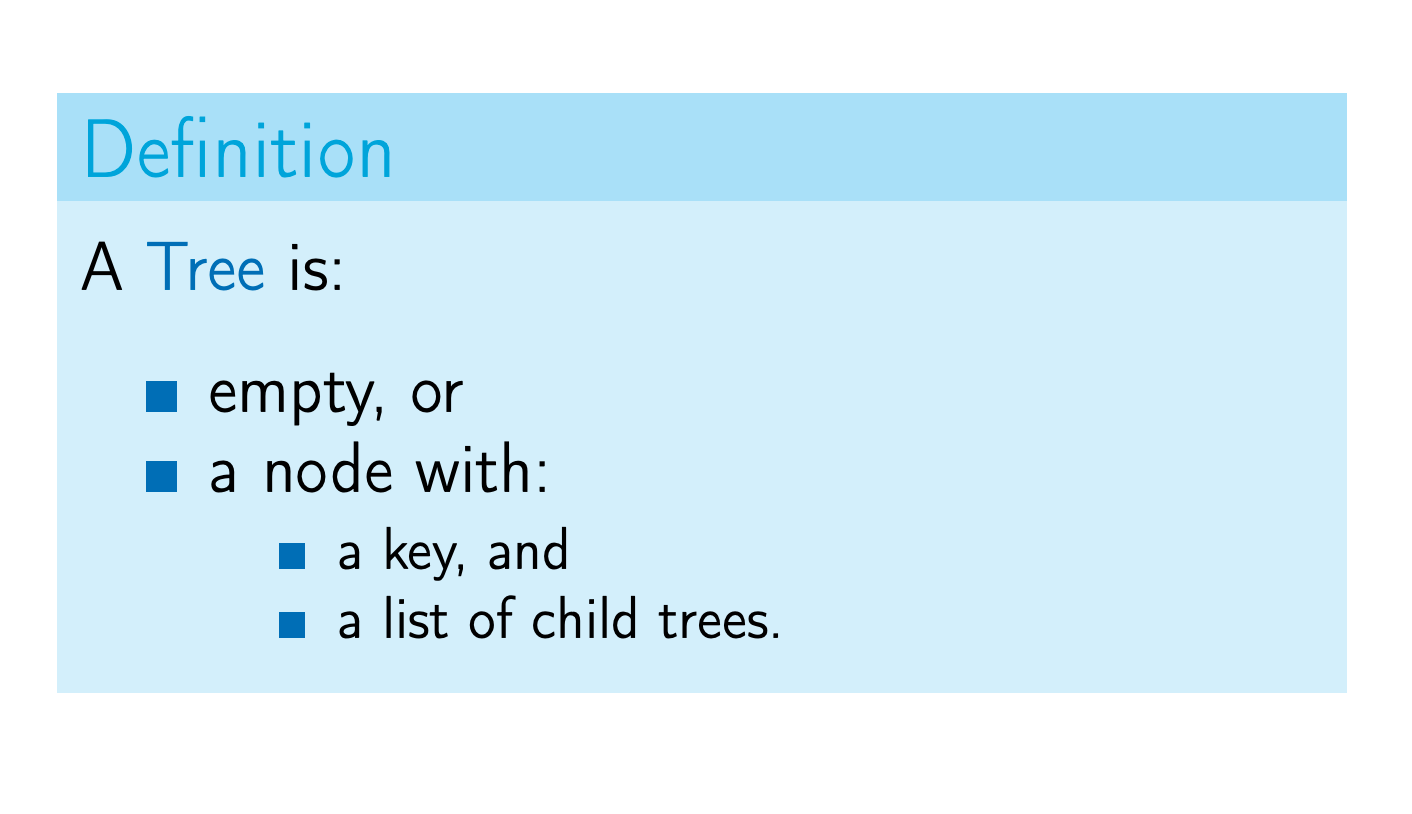 Definition
A Tree is:
empty, or
a node with:
a key, and
a list of child trees.